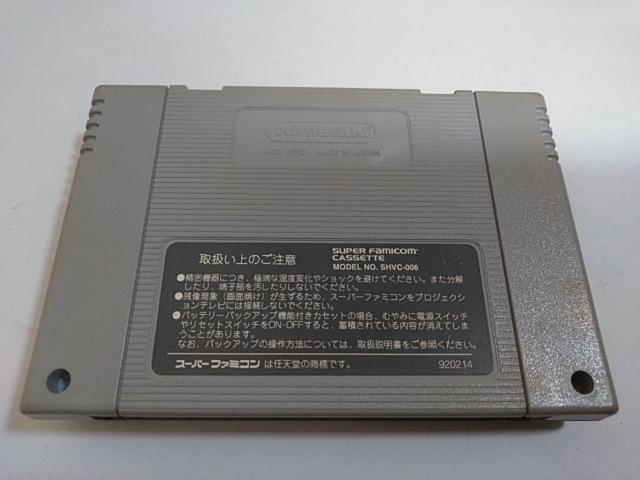 Nintendo
PAT. PEND. MADE IN JAPAN
取扱い上のご注意
SUPER FAMICOM
CASSETTE
MODEL NO. SHVC-006
●精密機器につき、極端な温度変化やショックを避けてください。また分解
したり、端子部を汚したりしないでください。
●残像現象（画面焼け）が生ずるため、スーパーファミコンをプロジェクショ
ンテレビには接続しないでください。
●バッテリーバックアップ機能付きカセットの場合、むやみに電源スイッチ
やリセットスイッチをON·OFFすると、蓄積されている内容が消えてしま
うことがあります。
なお、バックアップの操作方法については、取扱説明書をご参照ください。
スーパーファミコン は任天堂の商標です。
920214